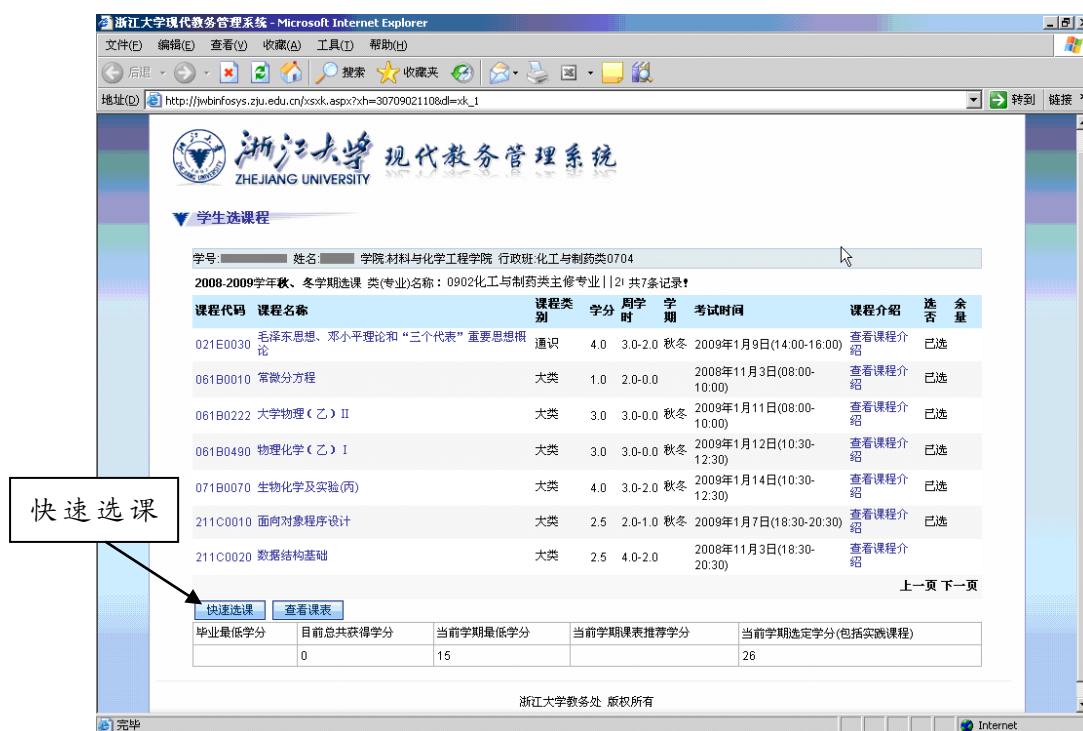 浙江大学现代教务管理系统 - Microsoft Internet Explorer
文件(F) 编辑(E) 查看(V) 收藏(A) 工具(T) 帮助(H)
后退 搜索 收藏夹
地址(D) http://jwbinfosys.zju.edu.cn/xsxk.aspx?xh=3070902110&dl=xk_1 转到 链接
浙江大学 现代教务管理系统
ZHEJIANG UNIVERSITY
学生选课程
学号: 姓名: 学院:材料与化学工程学院 行政班:化工与制药类0704
2008-2009学年秋、冬学期选课 类(专业)名称：0902化工与制药类主修专业||2! 共7条记录!
课程代码 课程名称 课程类别 学分 周学时 学期 考试时间 课程介绍 选否 余量
021E0030 毛泽东思想、邓小平理论和“三个代表”重要思想概论 通识 4.0 3.0-2.0 秋冬 2009年1月9日(14:00-16:00) 查看课程介绍 已选
061B0010 常微分方程 大类 1.0 2.0-0.0 2008年11月3日(08:00-10:00) 查看课程介绍 已选
061B0222 大学物理（乙）II 大类 3.0 3.0-0.0 秋冬 2009年1月11日(08:00-10:00) 查看课程介绍 已选
061B0490 物理化学（乙）I 大类 3.0 3.0-0.0 秋冬 2009年1月12日(10:30-12:30) 查看课程介绍 已选
071B0070 生物化学及实验(丙) 大类 4.0 3.0-2.0 秋冬 2009年1月14日(10:30-12:30) 查看课程介绍 已选
211C0010 面向对象程序设计 大类 2.5 2.0-1.0 秋冬 2009年1月7日(18:30-20:30) 查看课程介绍 已选
211C0020 数据结构基础 大类 2.5 4.0-2.0 2008年11月3日(18:30-20:30) 查看课程介绍
上一页 下一页
快速选课
快速选课 查看课表
毕业最低学分 目前总共获得学分 当前学期最低学分 当前学期课表推荐学分 当前学期选定学分(包括实践课程)
0 15 26
浙江大学教务处 版权所有
完毕 Internet